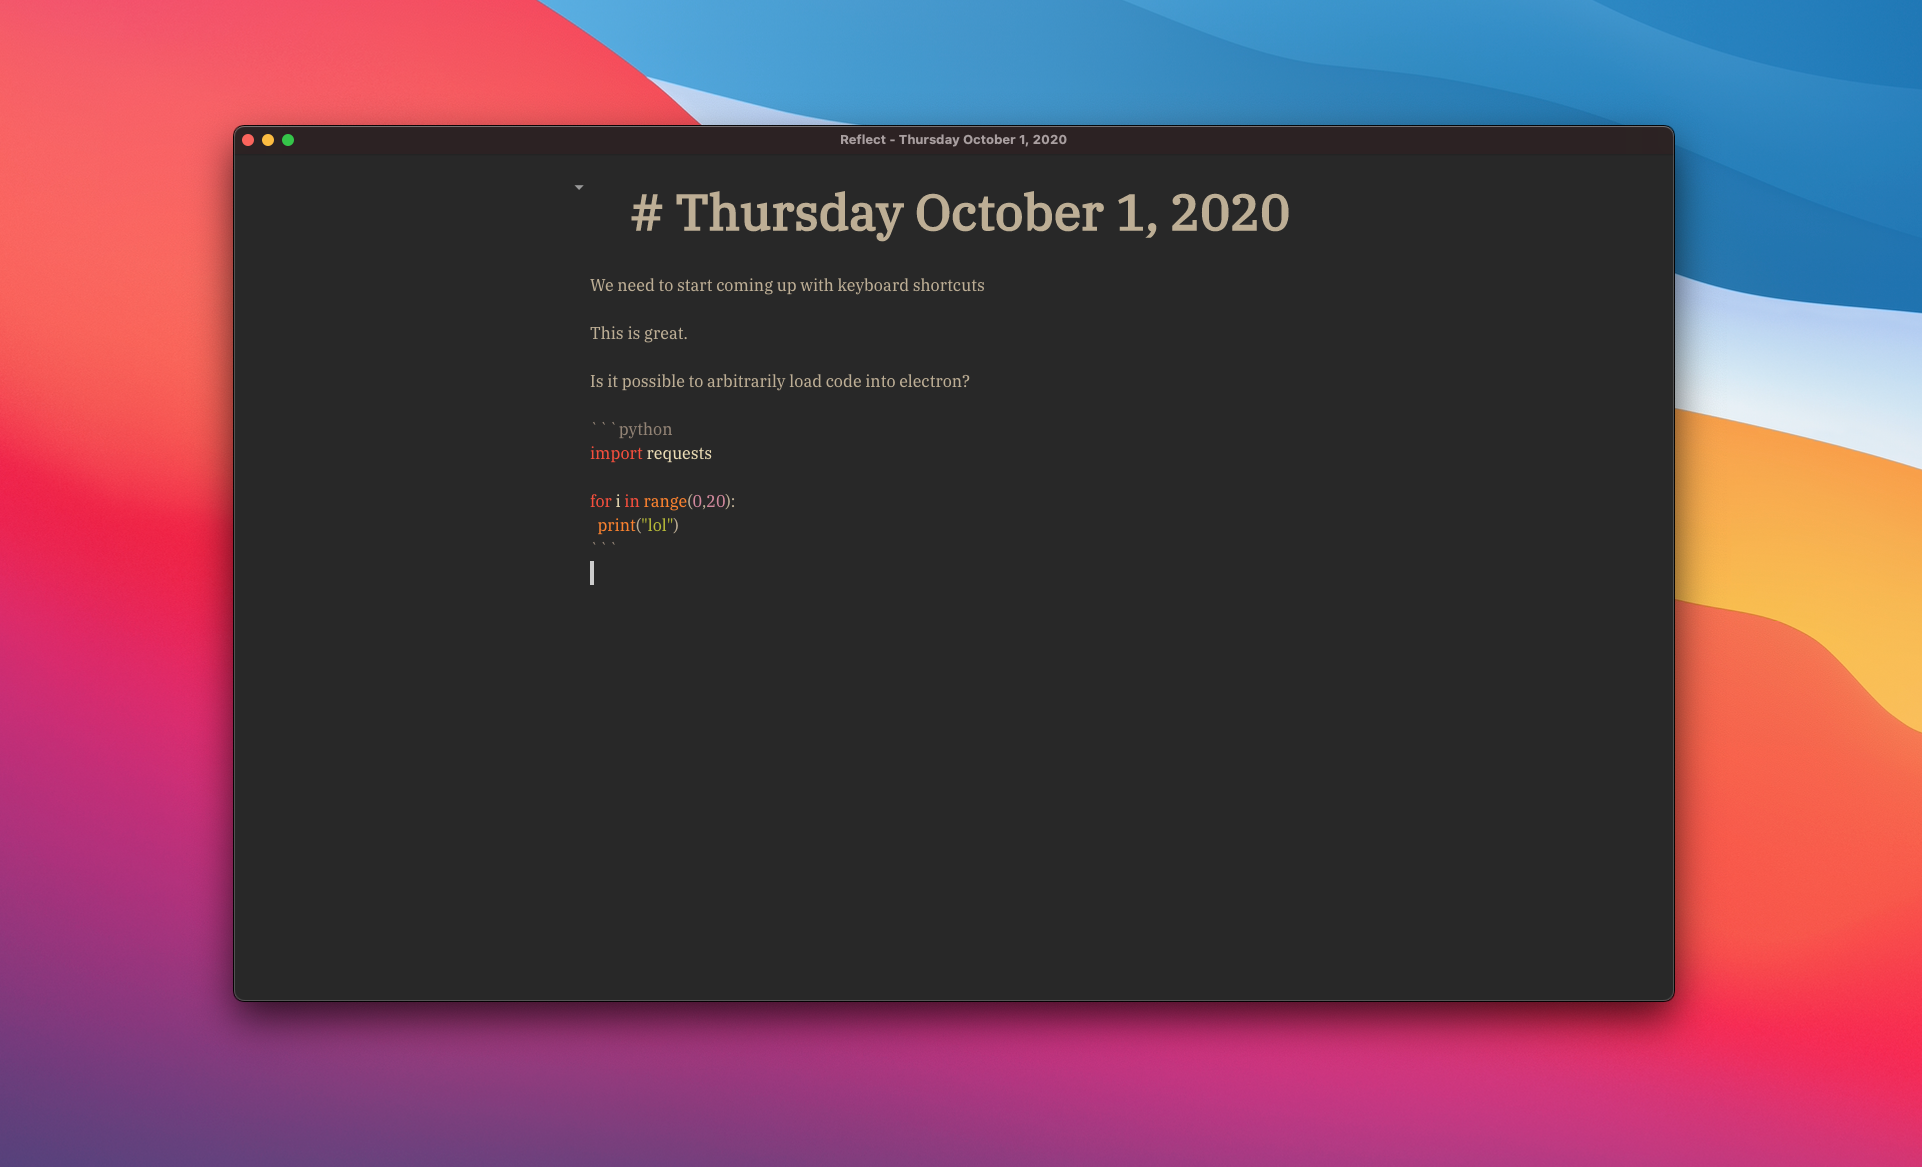 Reflect - Thursday October 1, 2020
# Thursday October 1, 2020
We need to start coming up with keyboard shortcuts
This is great.
Is it possible to arbitrarily load code into electron?
```python
import requests
for i in range(0,20):
  print("lol")
```